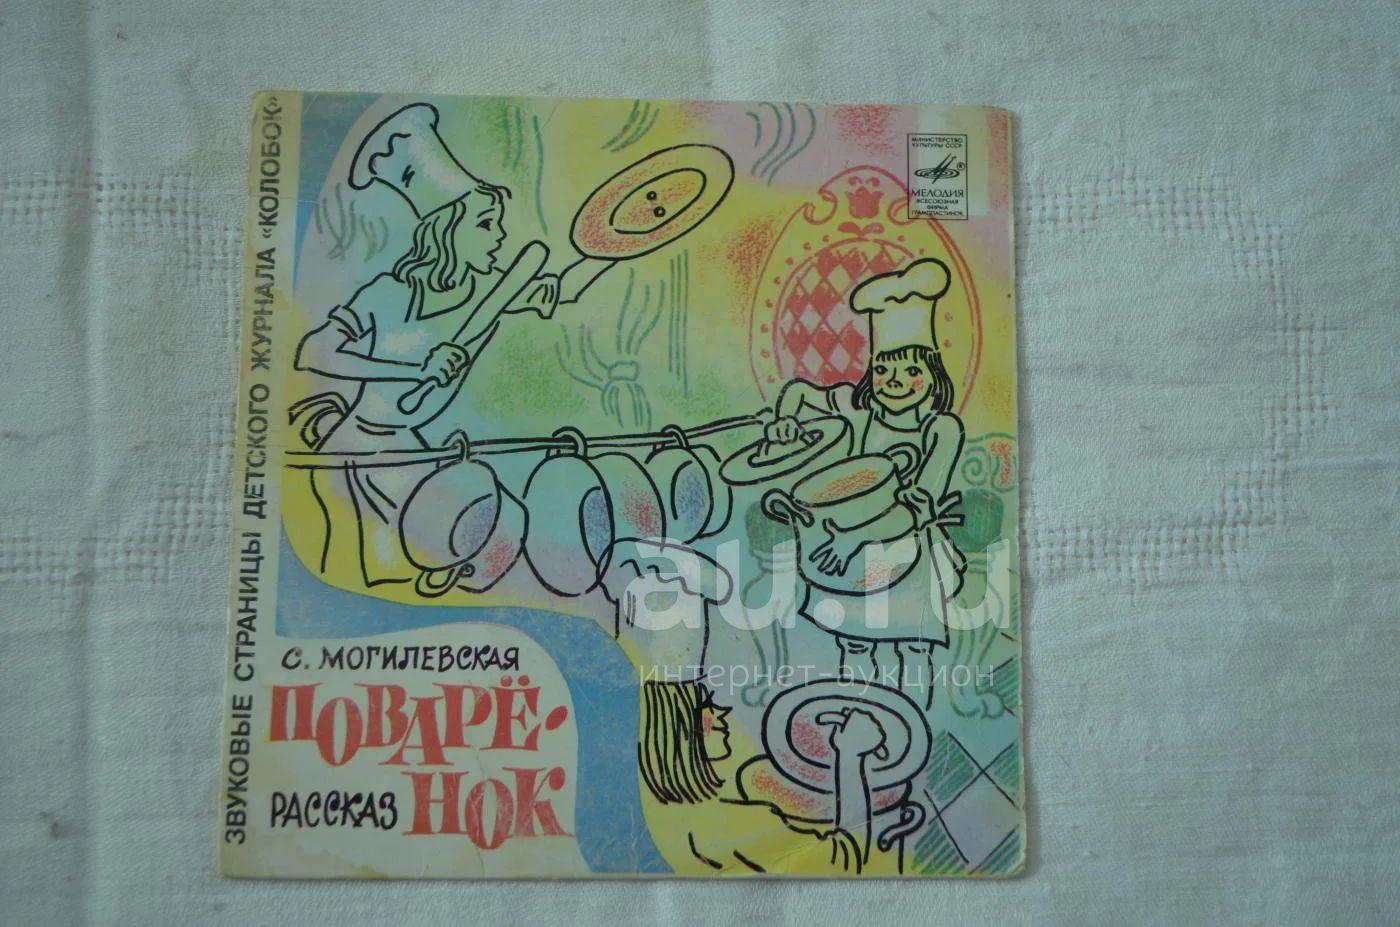 ЗВУКОВЫЕ СТРАНИЦЫ ДЕТСКОГО ЖУРНАЛА «КОЛОБОК»
МИНИСТЕРСТВО
КУЛЬТУРЫ СССР
МЕЛОДИЯ
ВСЕСОЮЗНАЯ
ФИРМА
ГРАМПЛАСТИНОК
С. МОГИЛЕВСКАЯ
ПОВАРЁ-
НОК
РАССКАЗ
au.ru
интернет-аукцион